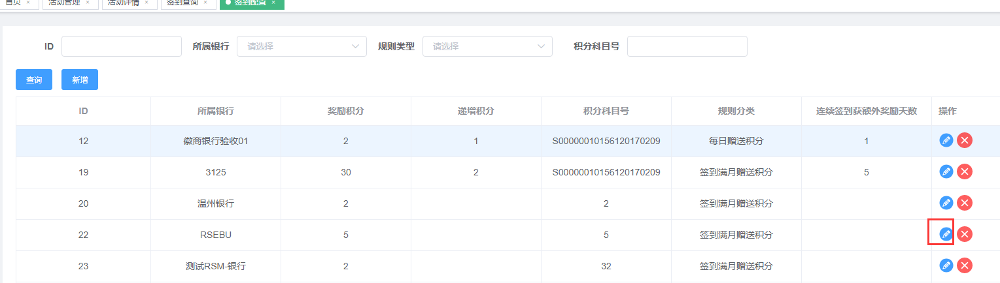 首页 × 活动管理 × 活动详情 × 签到查询 × 签到配置 ×
ID 所属银行 请选择 规则类型 请选择 积分科目号
查询 新增
ID 所属银行 奖励积分 递增积分 积分科目号 规则分类 连续签到获额外奖励天数 操作
12 徽商银行验收01 2 1 S00000010156120170209 每日赠送积分 1
19 3125 30 2 S00000010156120170209 签到满月赠送积分 5
20 温州银行 2 2 签到满月赠送积分
22 RSEBU 5 5 签到满月赠送积分
23 测试RSM-银行 2 32 签到满月赠送积分